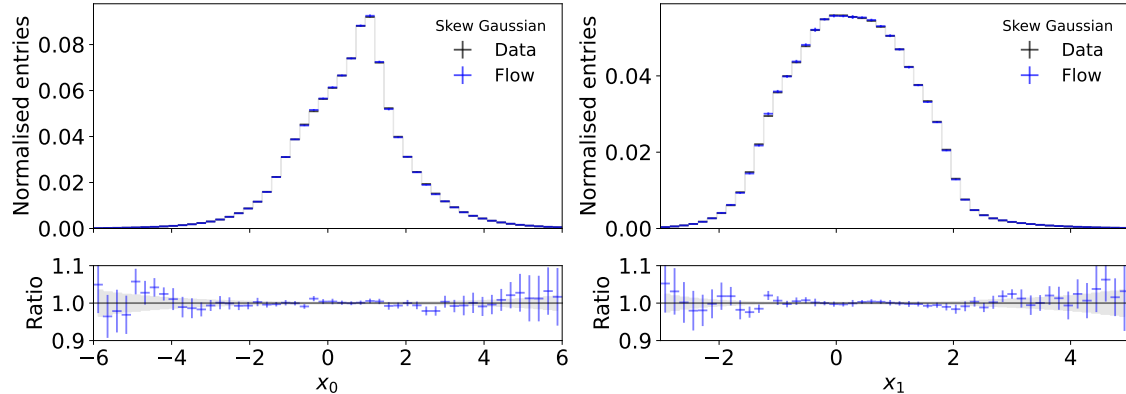 Normalised entries
0.08
0.06
0.04
0.02
0.00
Skew Gaussian
Data
Flow
Ratio
1.1
1.0
0.9
−6
−4
−2
0
2
4
6
x₀
Normalised entries
0.04
0.02
0.00
Skew Gaussian
Data
Flow
Ratio
1.1
1.0
0.9
−2
0
2
4
x₁